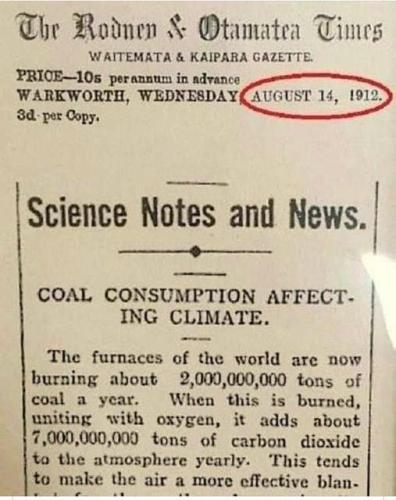 The Rodney & Otamatea Times
WAITEMATA & KAIPARA GAZETTE.
PRICE—10s per annum in advance
WARKWORTH, WEDNESDAY, AUGUST 14, 1912.
3d per Copy.
Science Notes and News.
COAL CONSUMPTION AFFECT-
ING CLIMATE.
The furnaces of the world are now
burning about 2,000,000,000 tons of
coal a year. When this is burned,
uniting with oxygen, it adds about
7,000,000,000 tons of carbon dioxide
to the atmosphere yearly. This tends
to make the air a more effective blan-